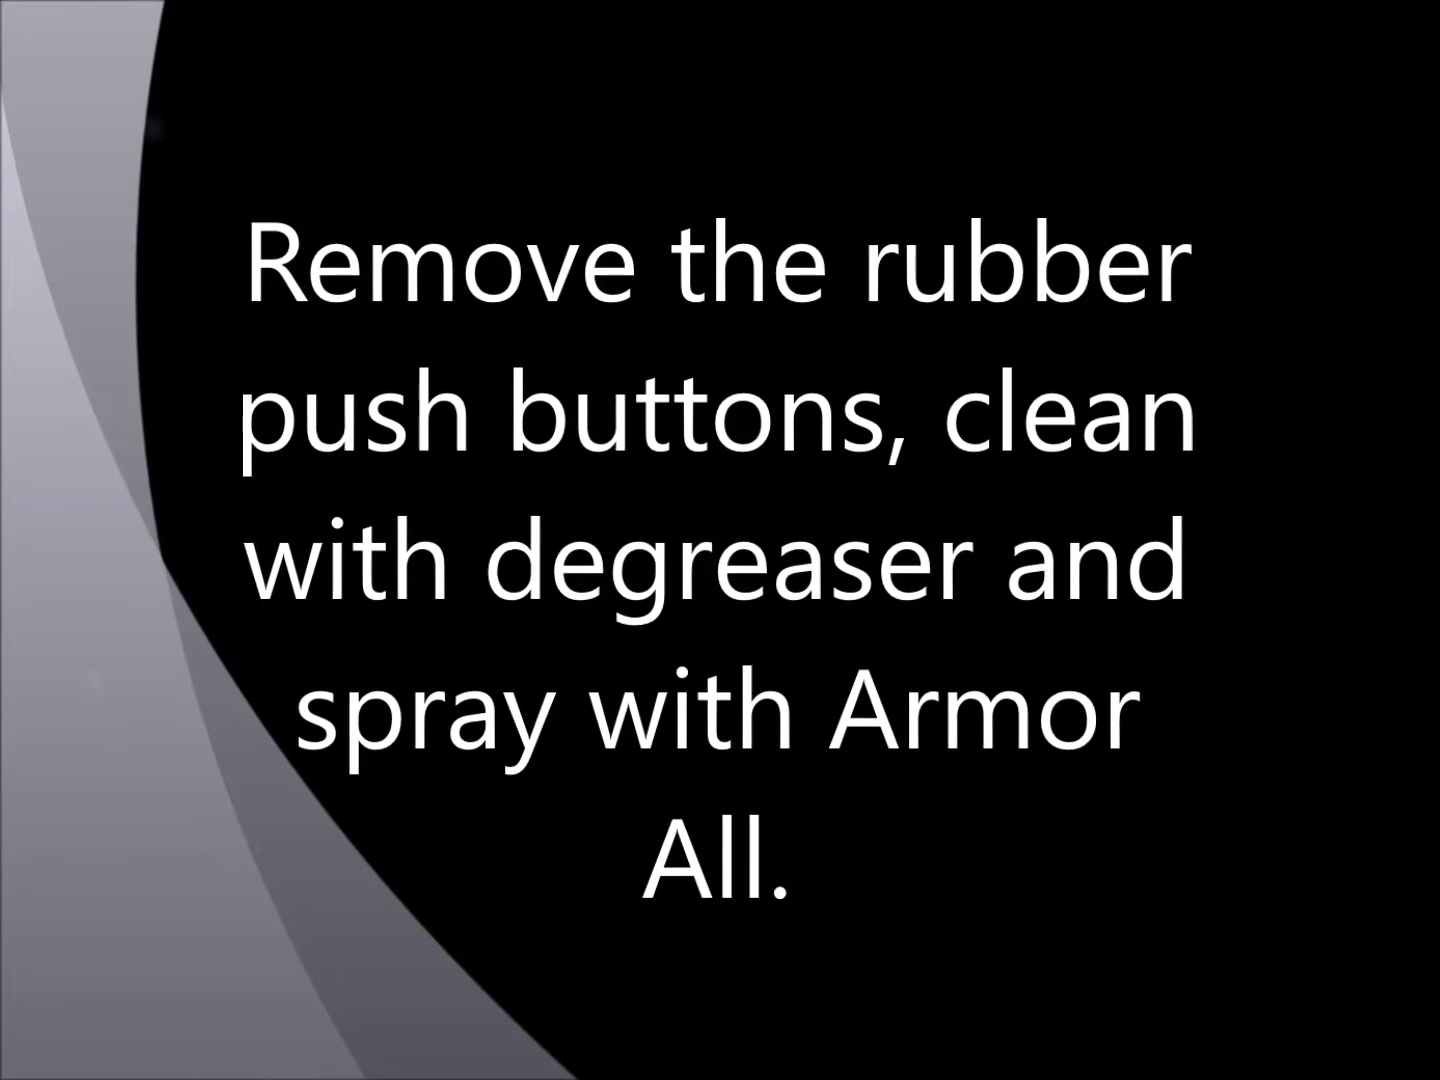 Remove the rubber
push buttons, clean
with degreaser and
spray with Armor
All.